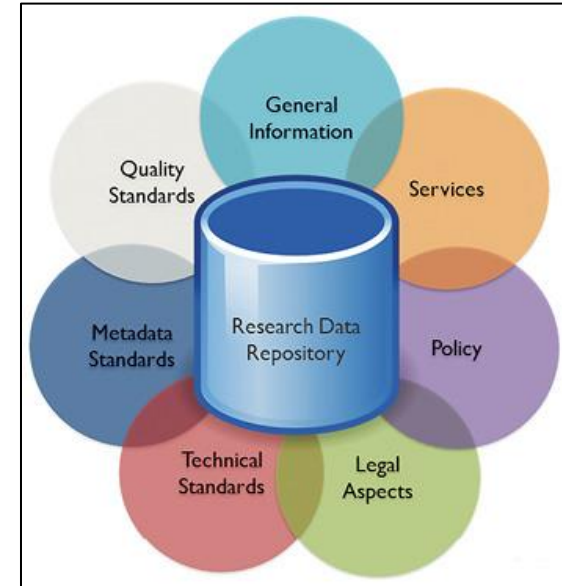 General
Information
Services
Policy
Legal
Aspects
Technical
Standards
Metadata
Standards
Quality
Standards
Research Data
Repository